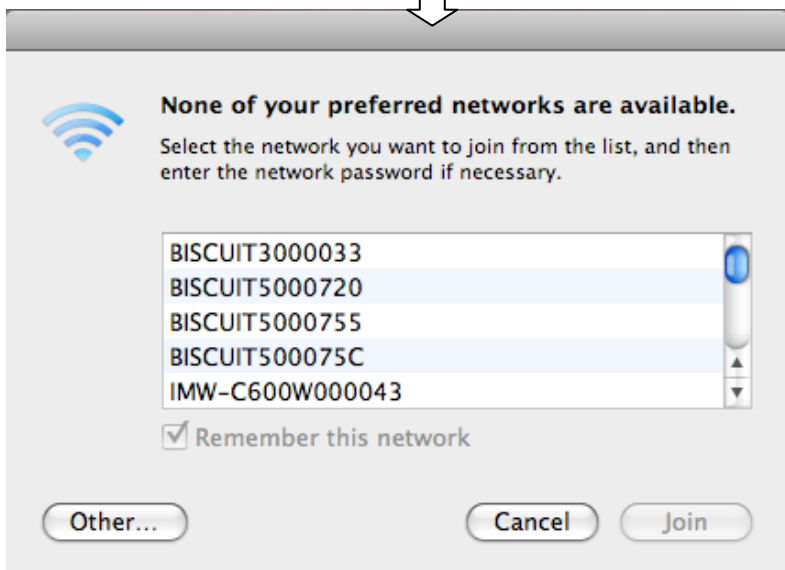 None of your preferred networks are available.
Select the network you want to join from the list, and then
enter the network password if necessary.
BISCUIT3000033
BISCUIT5000720
BISCUIT5000755
BISCUIT500075C
IMW-C600W000043
Remember this network
Other...
Cancel
Join